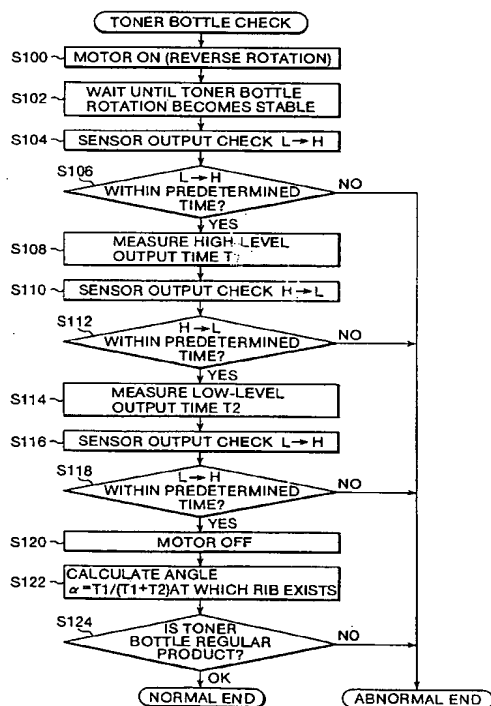 TONER BOTTLE CHECK
S100
MOTOR ON (REVERSE ROTATION)
S102
WAIT UNTIL TONER BOTTLE
ROTATION BECOMES STABLE
S104
SENSOR OUTPUT CHECK L→H
S106
L→H
WITHIN PREDETERMINED
TIME?
NO
YES
S108
MEASURE HIGH-LEVEL
OUTPUT TIME
S110
SENSOR OUTPUT CHECK H→L
S112
H→L
WITHIN PREDETERMINED
TIME?
NO
YES
S114
MEASURE LOW-LEVEL
OUTPUT TIME T2
S116
SENSOR OUTPUT CHECK L→H
S118
L→H
WITHIN PREDETERMINED
TIME?
NO
YES
S120
MOTOR OFF
S122
CALCULATE ANGLE
α=T1/(T1+T2)AT WHICH RIB EXISTS
S124
IS TONER
BOTTLE REGULAR
PRODUCT?
NO
OK
NORMAL END
ABNORMAL END